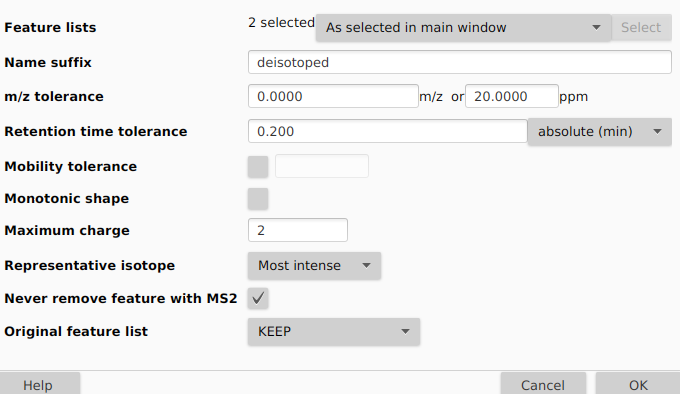 Feature lists 2 selected As selected in main window Select
Name suffix deisotoped
m/z tolerance 0.0000 m/z or 20.0000 ppm
Retention time tolerance 0.200 absolute (min)
Mobility tolerance
Monotonic shape
Maximum charge 2
Representative isotope Most intense
Never remove feature with MS2
Original feature list KEEP
Help Cancel OK